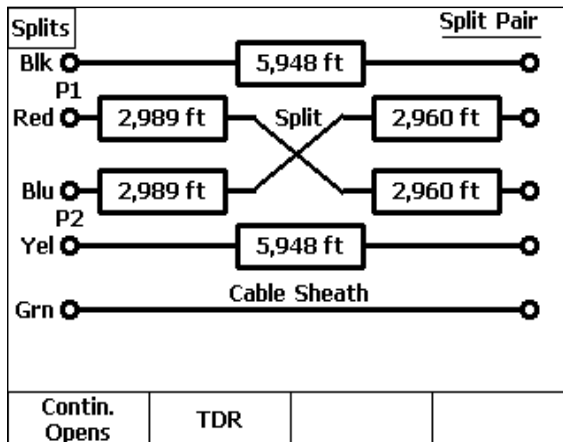 Splits
Split Pair
Blk
5,948 ft
P1
Red
2,989 ft
Split
2,960 ft
Blu
2,989 ft
2,960 ft
P2
Yel
5,948 ft
Cable Sheath
Grn
Contin.
Opens
TDR